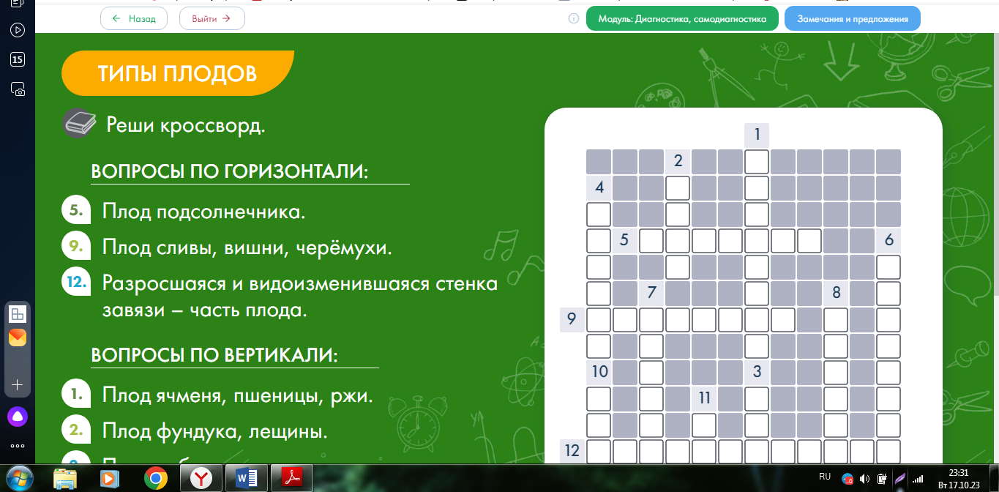 Назад
Выйти
Модуль: Диагностика, самодиагностика
Замечания и предложения
15
ТИПЫ ПЛОДОВ
Реши кроссворд.
ВОПРОСЫ ПО ГОРИЗОНТАЛИ:
5. Плод подсолнечника.
9. Плод сливы, вишни, черёмухи.
12. Разросшаяся и видоизменившаяся стенка
завязи – часть плода.
ВОПРОСЫ ПО ВЕРТИКАЛИ:
1. Плод ячменя, пшеницы, ржи.
2. Плод фундука, лещины.
1
2
4
5
6
7
8
9
10
3
11
12
RU
23:31
Вт 17.10.23